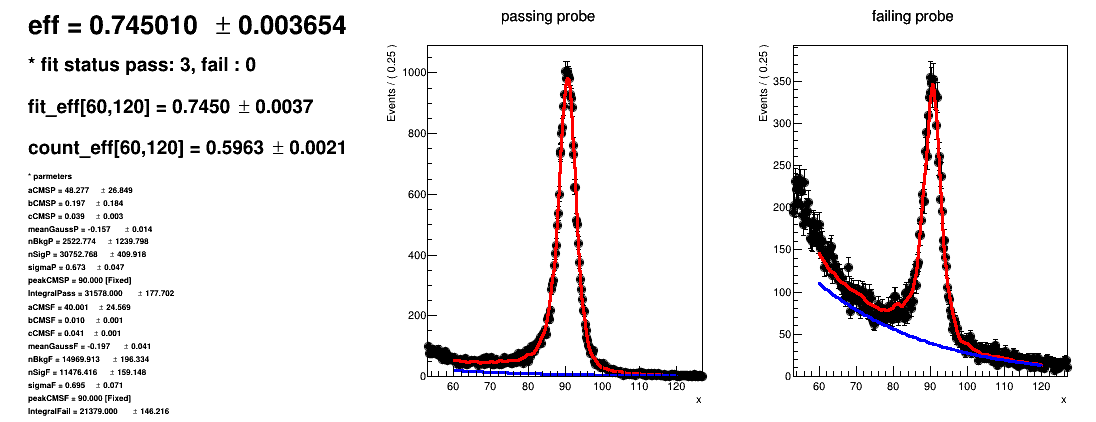 eff = 0.745010 ± 0.003654
* fit status pass: 3, fail : 0
fit_eff[60,120] = 0.7450 ± 0.0037
count_eff[60,120] = 0.5963 ± 0.0021
* parmeters
aCMSP = 48.277 ± 26.849
bCMSP = 0.197 ± 0.184
cCMSP = 0.039 ± 0.003
meanGaussP = -0.157 ± 0.014
nBkgP = 2522.774 ± 1239.798
nSigP = 30752.768 ± 409.918
sigmaP = 0.673 ± 0.047
peakCMSP = 90.000 [Fixed]
IntegralPass = 31578.000 ± 177.702
aCMSF = 40.001 ± 24.569
bCMSF = 0.010 ± 0.001
cCMSF = 0.041 ± 0.001
meanGaussF = -0.197 ± 0.041
nBkgF = 14969.913 ± 196.334
nSigF = 11476.416 ± 159.148
sigmaF = 0.695 ± 0.071
peakCMSF = 90.000 [Fixed]
IntegralFail = 21379.000 ± 146.216
passing probe
Events / ( 0.25 )
1000
800
600
400
200
0
60 70 80 90 100 110 120
x
failing probe
Events / ( 0.25 )
350
300
250
200
150
100
50
0
60 70 80 90 100 110 120
x